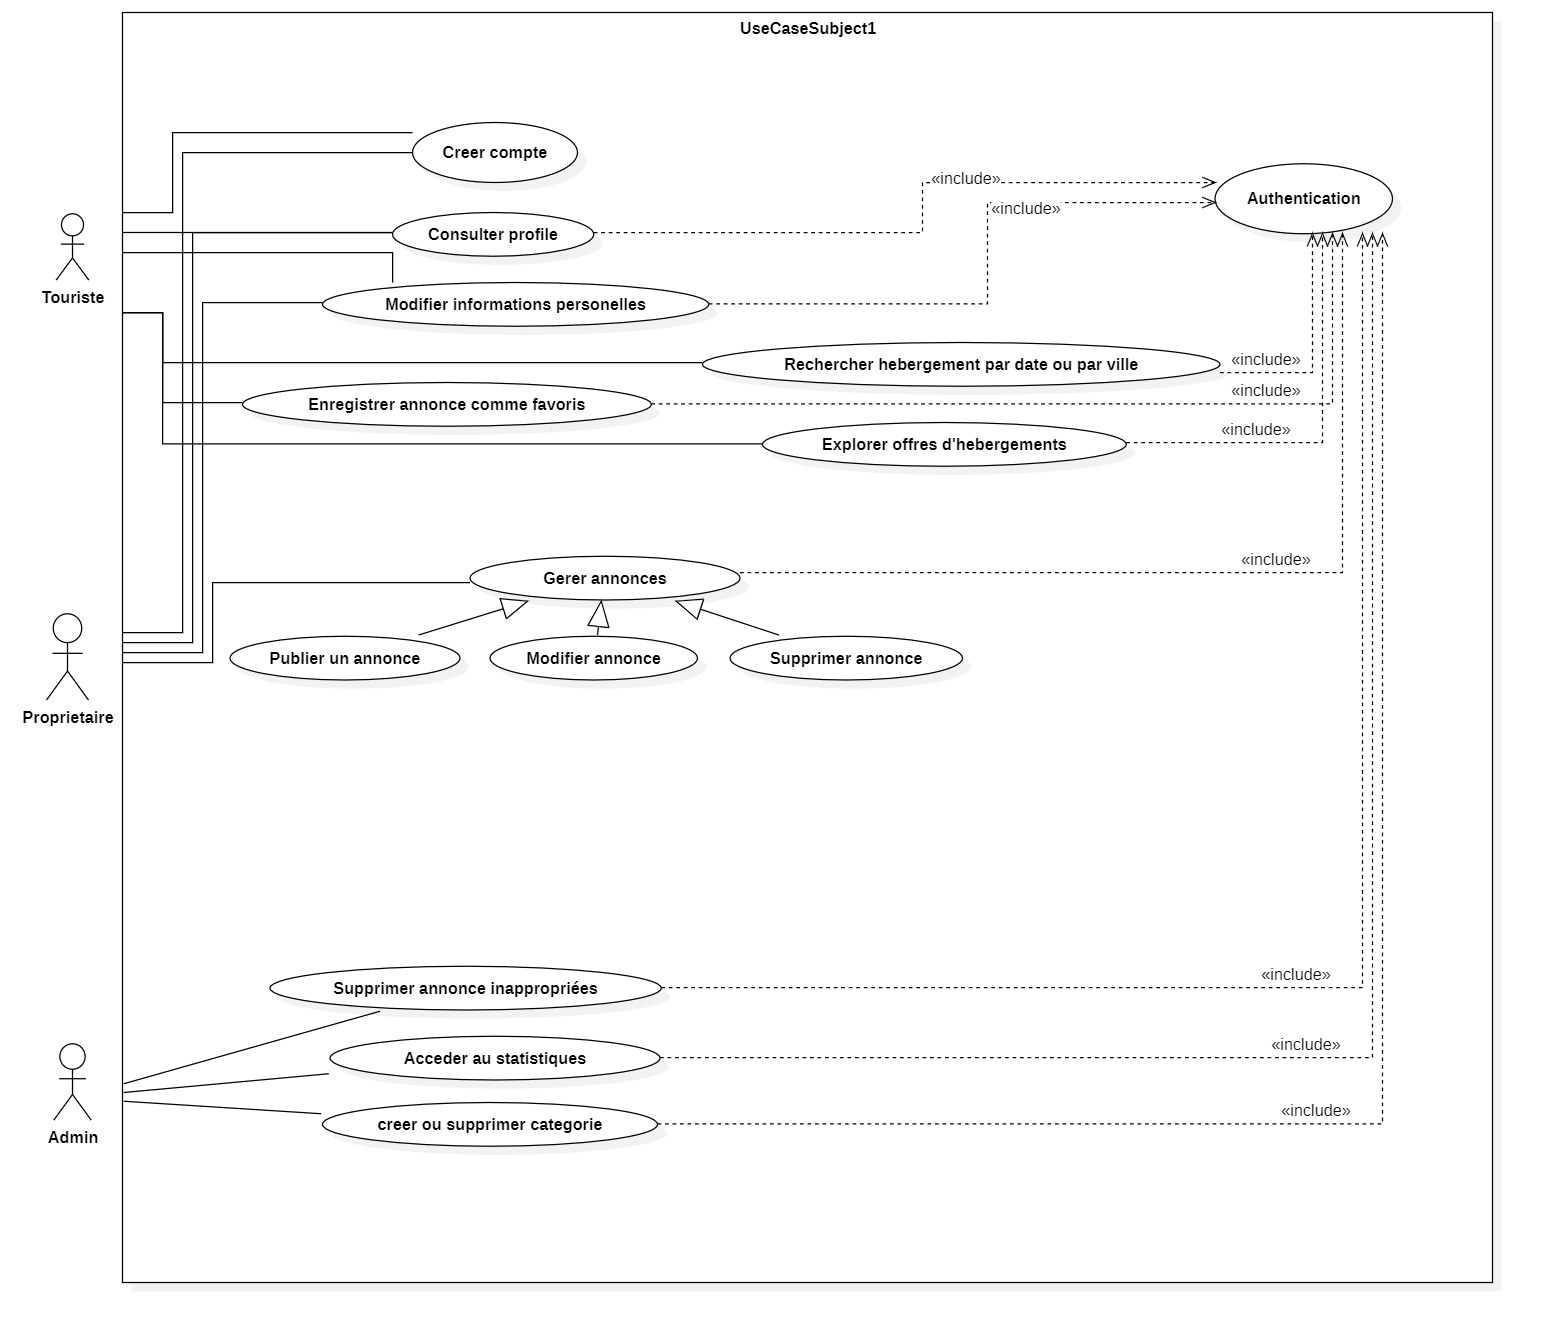 UseCaseSubject1
Creer compte
«include»
Authentication
«include»
Consulter profile
Touriste
Modifier informations personelles
Rechercher hebergement par date ou par ville
«include»
«include»
Enregistrer annonce comme favoris
«include»
Explorer offres d'hebergements
«include»
Gerer annonces
Publier un annonce
Modifier annonce
Supprimer annonce
Proprietaire
«include»
Supprimer annonce inappropriées
«include»
Acceder au statistiques
«include»
creer ou supprimer categorie
Admin